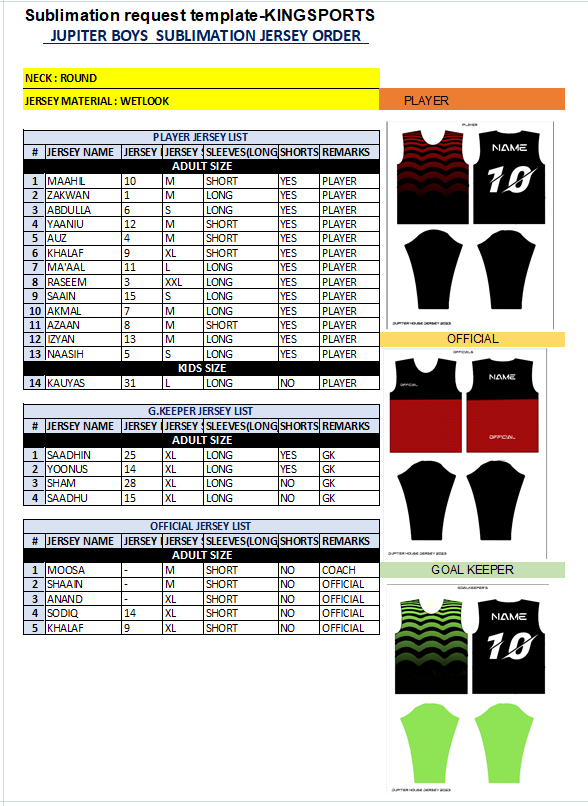 Sublimation request template-KINGSPORTS
JUPITER BOYS SUBLIMATION JERSEY ORDER
NECK : ROUND
JERSEY MATERIAL : WETLOOK
PLAYER JERSEY LIST
# JERSEY NAME JERSEY JERSEY SLEEVES(LONG SHORTS REMARKS
ADULT SIZE
1 MAAHIL 10 M SHORT YES PLAYER
2 ZAKWAN 1 M LONG YES PLAYER
3 ABDULLA 6 S LONG YES PLAYER
4 YAANIU 12 M SHORT YES PLAYER
5 AUZ 4 M SHORT YES PLAYER
6 KHALAF 9 XL SHORT YES PLAYER
7 MA'AAL 11 L LONG YES PLAYER
8 RASEEM 3 XXL LONG YES PLAYER
9 SAAIN 15 S LONG YES PLAYER
10 AKMAL 7 M LONG YES PLAYER
11 AZAAN 8 M SHORT YES PLAYER
12 IZYAN 13 M LONG YES PLAYER
13 NAASIH 5 S LONG YES PLAYER
KIDS SIZE
14 KAUYAS 31 L LONG NO PLAYER
G.KEEPER JERSEY LIST
# JERSEY NAME JERSEY JERSEY SLEEVES(LONG SHORTS REMARKS
ADULT SIZE
1 SAADHIN 25 XL LONG YES GK
2 YOONUS 14 XL LONG YES GK
3 SHAM 28 XL LONG NO GK
4 SAADHU 15 XL LONG NO GK
OFFICIAL JERSEY LIST
# JERSEY NAME JERSEY JERSEY SLEEVES(LONG SHORTS REMARKS
ADULT SIZE
1 MOOSA - M SHORT NO COACH
2 SHAAIN - M SHORT NO OFFICIAL
3 ANAND - XL SHORT NO OFFICIAL
4 SODIQ 14 XL SHORT NO OFFICIAL
5 KHALAF 9 XL SHORT NO OFFICIAL
PLAYER
PLAYER
NAME
10
JUPITER HOUSE JERSEY 2023
OFFICIAL
OFFICIALS
OFFICIAL
NAME
OFFICIAL
JUPITER HOUSE JERSEY 2023
GOAL KEEPER
GOALKEEPER'S
NAME
10
JUPITER HOUSE JERSEY 2023